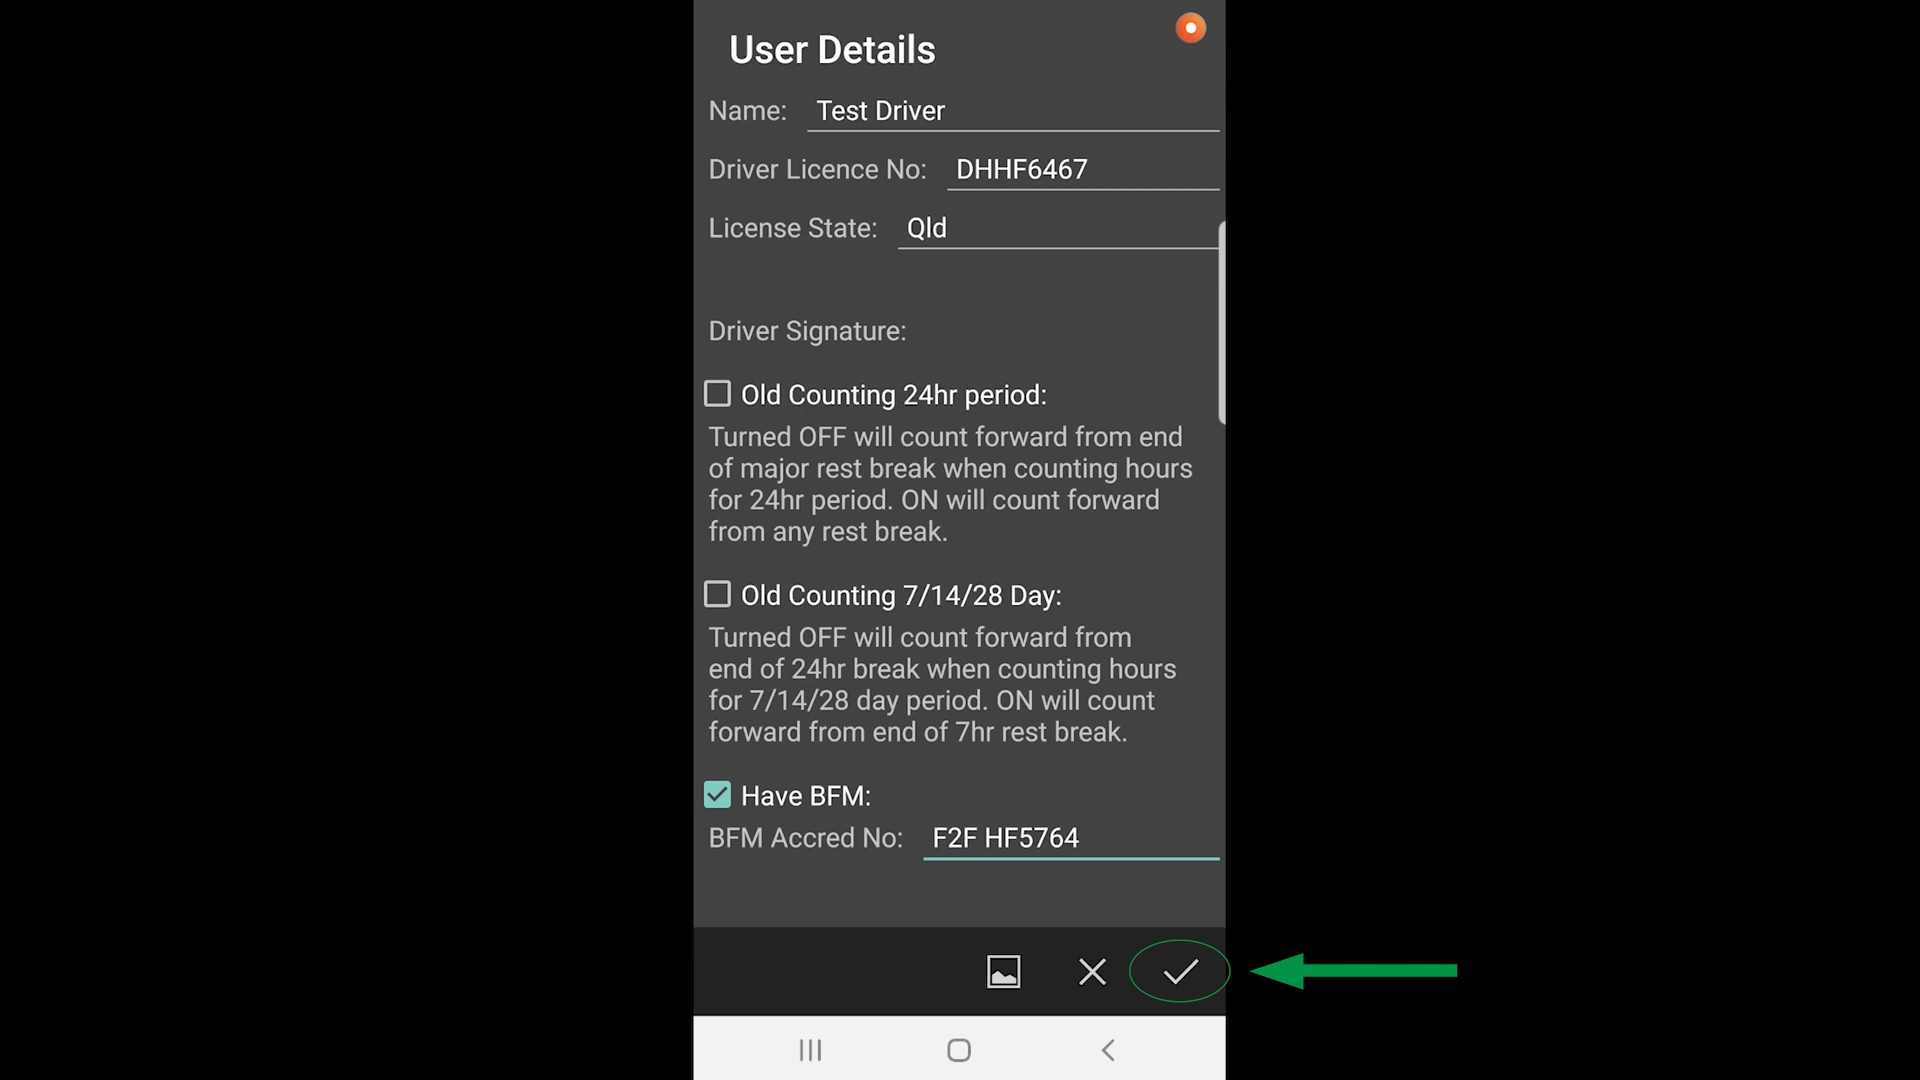 User Details
Name: Test Driver
Driver Licence No: DHHF6467
License State: Qld
Driver Signature:
Old Counting 24hr period:
Turned OFF will count forward from end
of major rest break when counting hours
for 24hr period. ON will count forward
from any rest break.
Old Counting 7/14/28 Day:
Turned OFF will count forward from
end of 24hr break when counting hours
for 7/14/28 day period. ON will count
forward from end of 7hr rest break.
Have BFM:
BFM Accred No: F2F HF5764